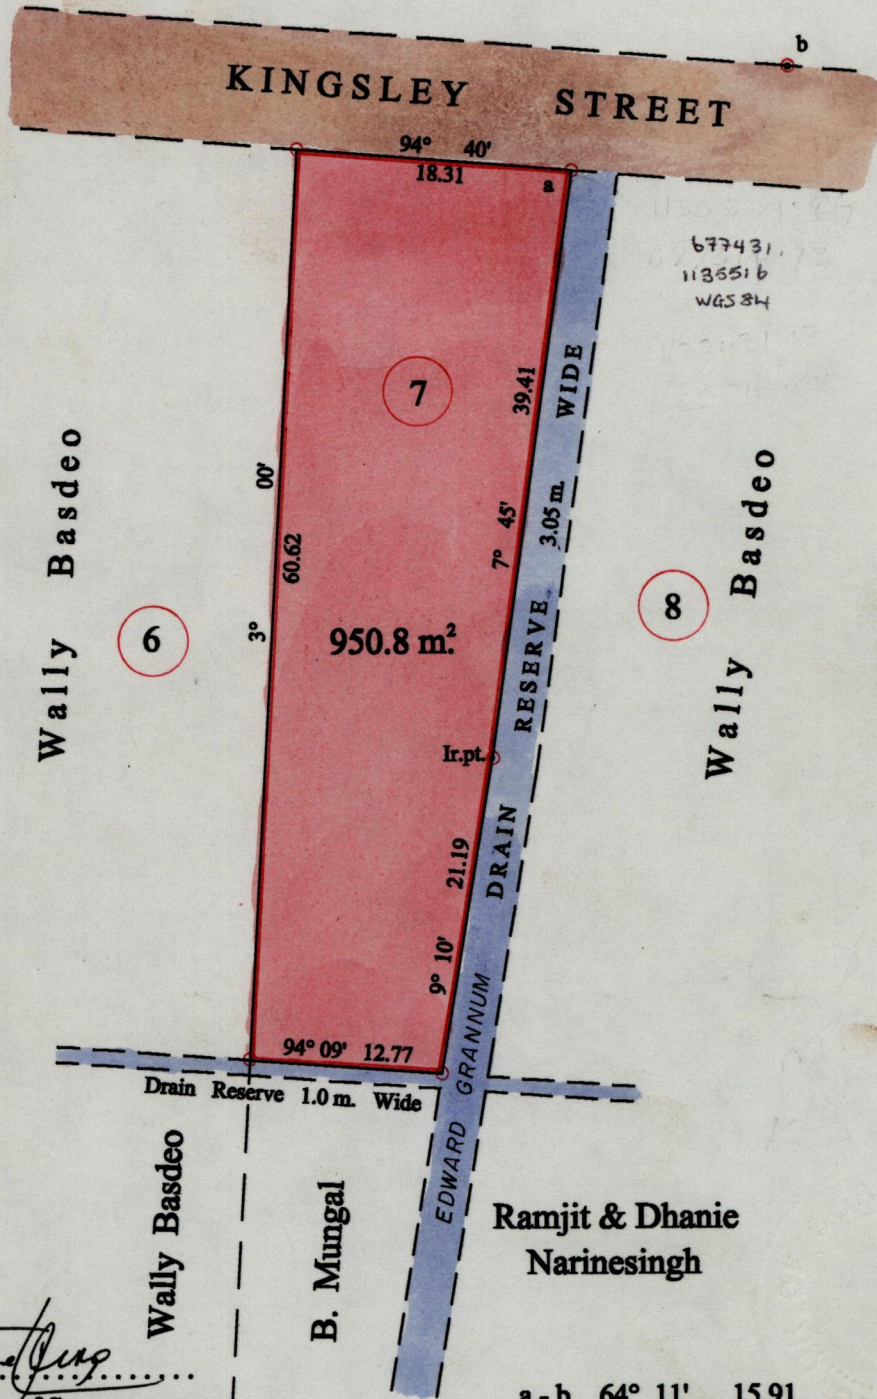 b
KINGSLEY STREET
94° 40'
18.31
a
677431.
1135516
WGS84
7
39.41
WIDE
Wally Basdeo
00'
60.62
3°
6
950.8 m².
7° 45'
3.05 m.
RESERVE
8
Wally Basdeo
Ir.pt.
21.19
DRAIN
9° 10'
94° 09' 12.77
EDWARD GRANNUM
Drain Reserve 1.0 m. Wide
Wally Basdeo
B. Mungal
Ramjit & Dhanie
Narinesingh
a - b 64° 11' 15.91